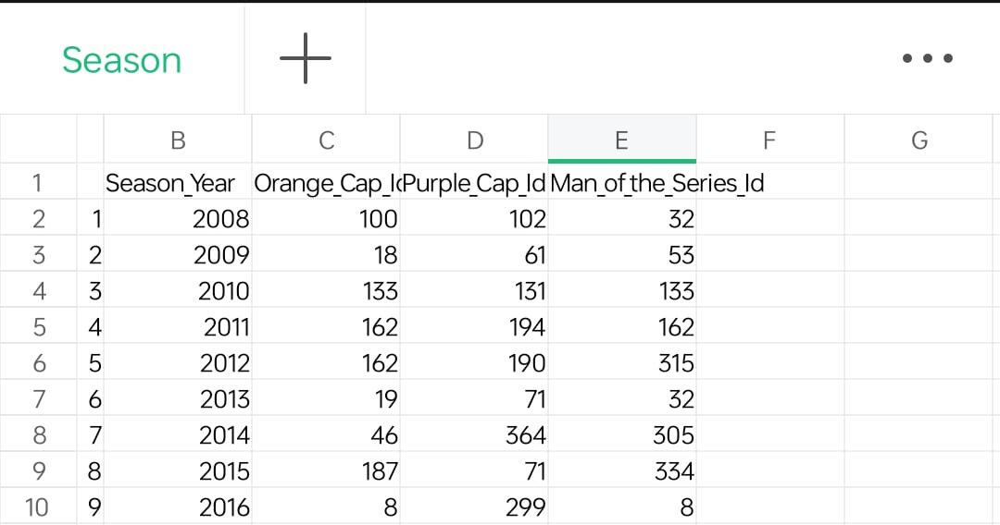 Season
B C D E F G
1 Season_Year Orange_Cap_Id Purple_Cap_Id Man_of_the_Series_Id
2 1 2008 100 102 32
3 2 2009 18 61 53
4 3 2010 133 131 133
5 4 2011 162 194 162
6 5 2012 162 190 315
7 6 2013 19 71 32
8 7 2014 46 364 305
9 8 2015 187 71 334
10 9 2016 8 299 8